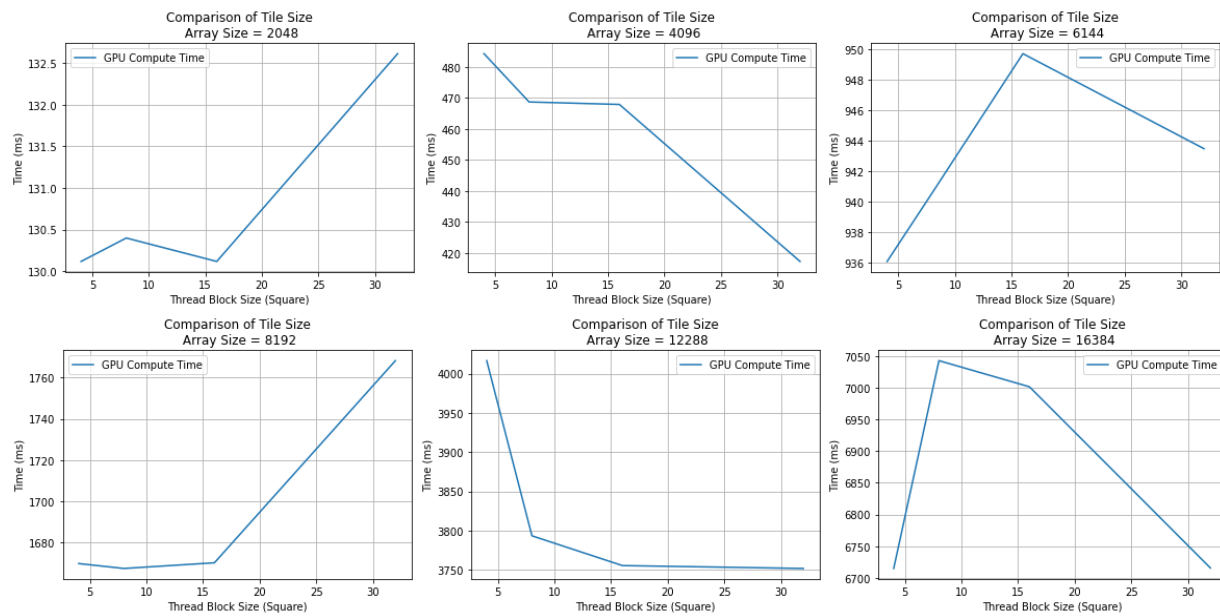 Comparison of Tile Size
Array Size = 2048
GPU Compute Time
132.5
132.0
131.5
131.0
130.5
130.0
Time (ms)
5 10 15 20 25 30
Thread Block Size (Square)
Comparison of Tile Size
Array Size = 4096
GPU Compute Time
480
470
460
450
440
430
420
Time (ms)
5 10 15 20 25 30
Thread Block Size (Square)
Comparison of Tile Size
Array Size = 6144
GPU Compute Time
950
948
946
944
942
940
938
936
Time (ms)
5 10 15 20 25 30
Thread Block Size (Square)
Comparison of Tile Size
Array Size = 8192
GPU Compute Time
1760
1740
1720
1700
1680
Time (ms)
5 10 15 20 25 30
Thread Block Size (Square)
Comparison of Tile Size
Array Size = 12288
GPU Compute Time
4000
3950
3900
3850
3800
3750
Time (ms)
5 10 15 20 25 30
Thread Block Size (Square)
Comparison of Tile Size
Array Size = 16384
GPU Compute Time
7050
7000
6950
6900
6850
6800
6750
6700
Time (ms)
5 10 15 20 25 30
Thread Block Size (Square)